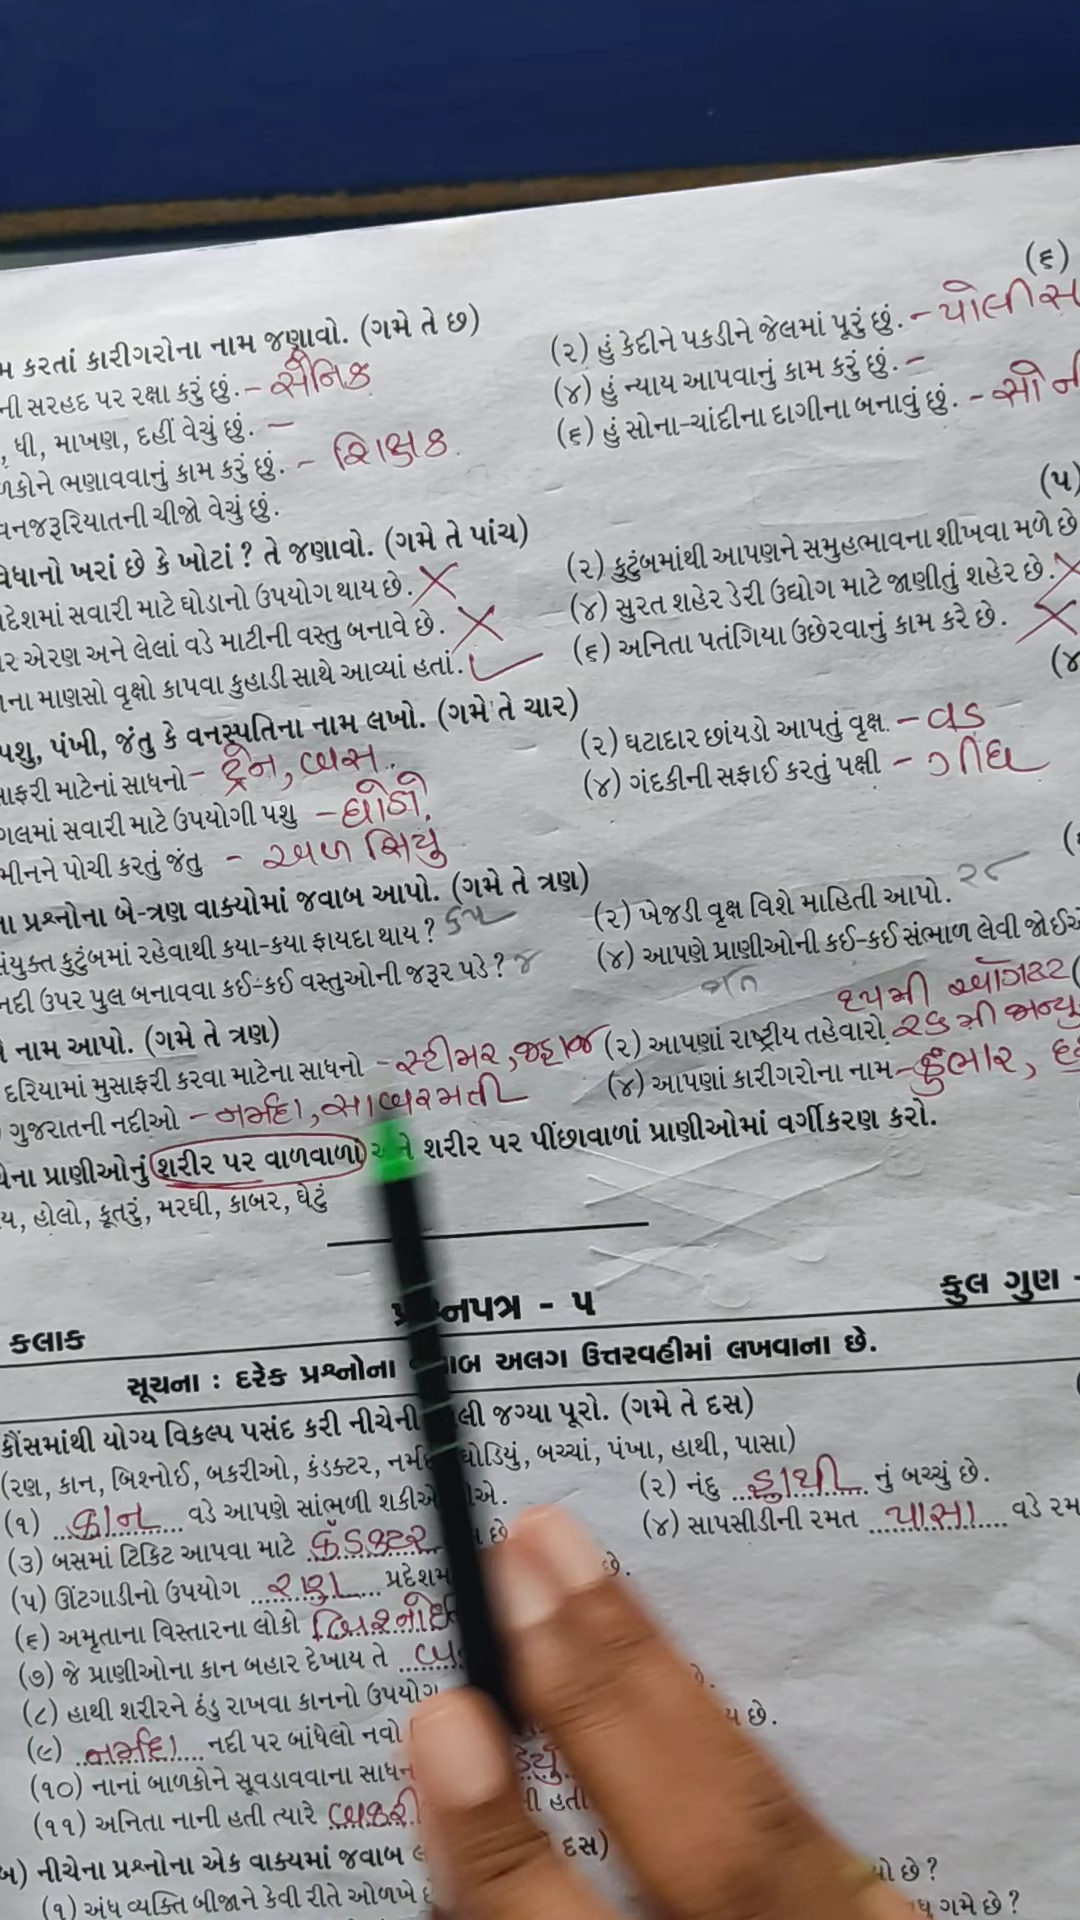 (૬)
મ કરતાં કારીગરોના નામ જણાવો. (ગમે તે છ)
(૨) હું કેદીને પકડીને જેલમાં પૂરું છું. - પોલીસ
ની સરહદ પર રક્ષા કરું છું. - સૈનિક
(૪) હું ન્યાય આપવાનું કામ કરું છું. -
, ઘી, માખણ, દહીં વેચું છું. -
(૬) હું સોના-ચાંદીના દાગીના બનાવું છું. - સોની
ળકોને ભણાવવાનું કામ કરું છું. - શિક્ષક
વનજરૂરિયાતની ચીજો વેચું છું.
(૫)
વિધાનો ખરાં છે કે ખોટાં ? તે જણાવો. (ગમે તે પાંચ)
(૨) કુટુંબમાંથી આપણને સમુહભાવના શીખવા મળે છે
દેશમાં સવારી માટે ઘોડાનો ઉપયોગ થાય છે. ✗
(૪) સુરત શહેર ડેરી ઉદ્યોગ માટે જાણીતું શહેર છે. ✗
ર એરણ અને લેલાં વડે માટીની વસ્તુ બનાવે છે. ✗
(૬) અનિતા પતંગિયા ઉછેરવાનું કામ કરે છે. ✗
ના માણસો વૃક્ષો કાપવા કુહાડી સાથે આવ્યાં હતાં. ✓
(૪
પશુ, પંખી, જંતુ કે વનસ્પતિના નામ લખો. (ગમે તે ચાર)
(૨) ઘટાદાર છાંયડો આપતું વૃક્ષ - વડ
સાફરી માટેનાં સાધનો - ટ્રેન, બસ.
(૪) ગંદકીની સફાઈ કરતું પક્ષી - ગીધ
ગલમાં સવારી માટે ઉપયોગી પશુ - ઘોડો.
મીનને પોચી કરતું જંતુ - અળસિયું
ના પ્રશ્નોના બે-ત્રણ વાક્યોમાં જવાબ આપો. (ગમે તે ત્રણ)
(૨) ખેજડી વૃક્ષ વિશે માહિતી આપો. ૨૮
સંયુક્ત કુટુંબમાં રહેવાથી કયા-કયા ફાયદા થાય ?
(૪) આપણે પ્રાણીઓની કઈ-કઈ સંભાળ લેવી જોઈએ
નદી ઉપર પુલ બનાવવા કઈ-કઈ વસ્તુઓની જરૂર પડે ? ૪
નામ આપો. (ગમે તે ત્રણ)
૧૫મી ઑગસ્ટ
દરિયામાં મુસાફરી કરવા માટેના સાધનો - સ્ટીમર, જહાજ
(૨) આપણાં રાષ્ટ્રીય તહેવારો ૨૬મી જાન્યુ
ગુજરાતની નદીઓ - નર્મદા, સાબરમતી
(૪) આપણાં કારીગરોના નામ - કુંભાર,
ચેના પ્રાણીઓનું શરીર પર વાળવાળાં અને શરીર પર પીંછાવાળાં પ્રાણીઓમાં વર્ગીકરણ કરો.
ય, હોલો, કૂતરું, મરઘી, કાબર, ઘેટું
કલાક
પ્રશ્નપત્ર - ૫
કુલ ગુણ -
સૂચના : દરેક પ્રશ્નોના જવાબ અલગ ઉત્તરવહીમાં લખવાના છે.
કૌંસમાંથી યોગ્ય વિકલ્પ પસંદ કરી નીચેની ખાલી જગ્યા પૂરો. (ગમે તે દસ)
(રણ, કાન, બિશ્નોઈ, બકરીઓ, કંડક્ટર, નર્મદા, ઘોડિયું, બચ્ચાં, પંખા, હાથી, પાસા)
(૧) કાન વડે આપણે સાંભળી શકીએ છીએ.
(૨) નંદુ હાથી નું બચ્ચું છે.
(૩) બસમાં ટિકિટ આપવા માટે કંડક્ટર છે
(૪) સાપસીડીની રમત પાસા વડે રમ
(૫) ઊંટગાડીનો ઉપયોગ રણ પ્રદેશમ છે.
(૬) અમૃતાના વિસ્તારના લોકો બિશ્નોઈ
(૭) જે પ્રાણીઓના કાન બહાર દેખાય તે
(૮) હાથી શરીરને ઠંડુ રાખવા કાનનો ઉપયોગ
(૯) નર્મદા નદી પર બાંધેલો નવો ય છે.
(૧૦) નાનાં બાળકોને સૂવડાવવાના સાધન
(૧૧) અનિતા નાની હતી ત્યારે બકરી ની હતી
બ) નીચેના પ્રશ્નોના એક વાક્યમાં જવાબ દસ)
(૧) અંધ વ્યક્તિ બીજાને કેવી રીતે ઓળખે છે
યો છે ?
ધુ ગમે છે ?